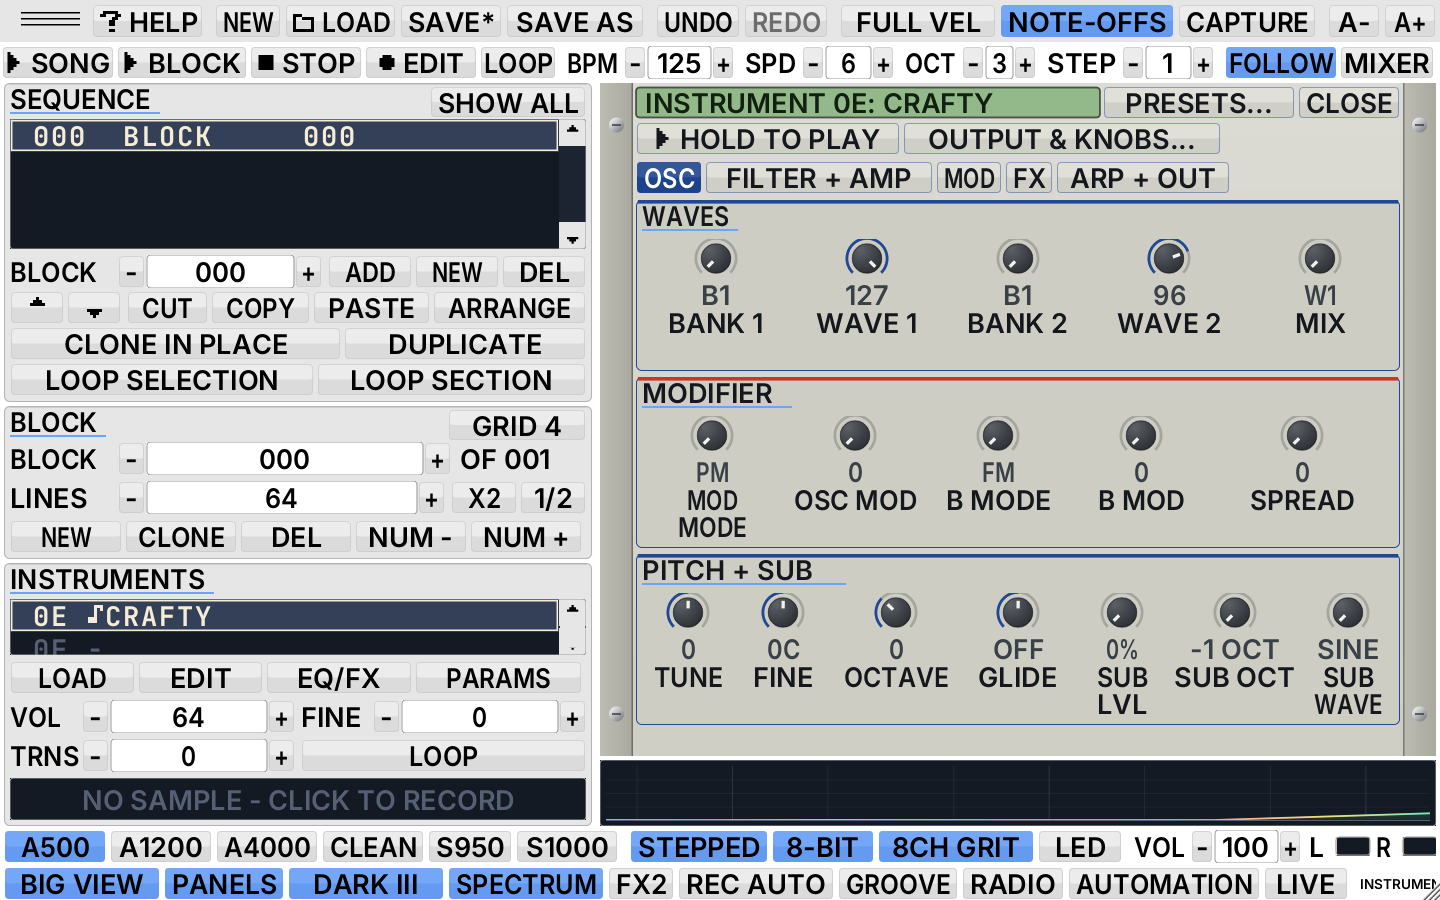 HELP NEW LOAD SAVE* SAVE AS UNDO REDO FULL VEL NOTE-OFFS CAPTURE A- A+
SONG BLOCK STOP EDIT LOOP BPM - 125 + SPD - 6 + OCT - 3 + STEP - 1 + FOLLOW MIXER
SEQUENCE SHOW ALL
000 BLOCK 000
BLOCK - 000 + ADD NEW DEL
CUT COPY PASTE ARRANGE
CLONE IN PLACE DUPLICATE
LOOP SELECTION LOOP SECTION
BLOCK GRID 4
BLOCK - 000 + OF 001
LINES - 64 + X2 1/2
NEW CLONE DEL NUM - NUM +
INSTRUMENTS
0E CRAFTY
0F -
LOAD EDIT EQ/FX PARAMS
VOL - 64 + FINE - 0 +
TRNS - 0 + LOOP
NO SAMPLE - CLICK TO RECORD
INSTRUMENT 0E: CRAFTY PRESETS... CLOSE
HOLD TO PLAY OUTPUT & KNOBS...
OSC FILTER + AMP MOD FX ARP + OUT
WAVES
B1 127 B1 96 W1
BANK 1 WAVE 1 BANK 2 WAVE 2 MIX
MODIFIER
PM 0 FM 0 0
MOD MODE OSC MOD B MODE B MOD SPREAD
PITCH + SUB
0 0C 0 OFF 0% -1 OCT SINE
TUNE FINE OCTAVE GLIDE SUB LVL SUB OCT SUB WAVE
A500 A1200 A4000 CLEAN S950 S1000 STEPPED 8-BIT 8CH GRIT LED VOL - 100 + L R
BIG VIEW PANELS DARK III SPECTRUM FX2 REC AUTO GROOVE RADIO AUTOMATION LIVE